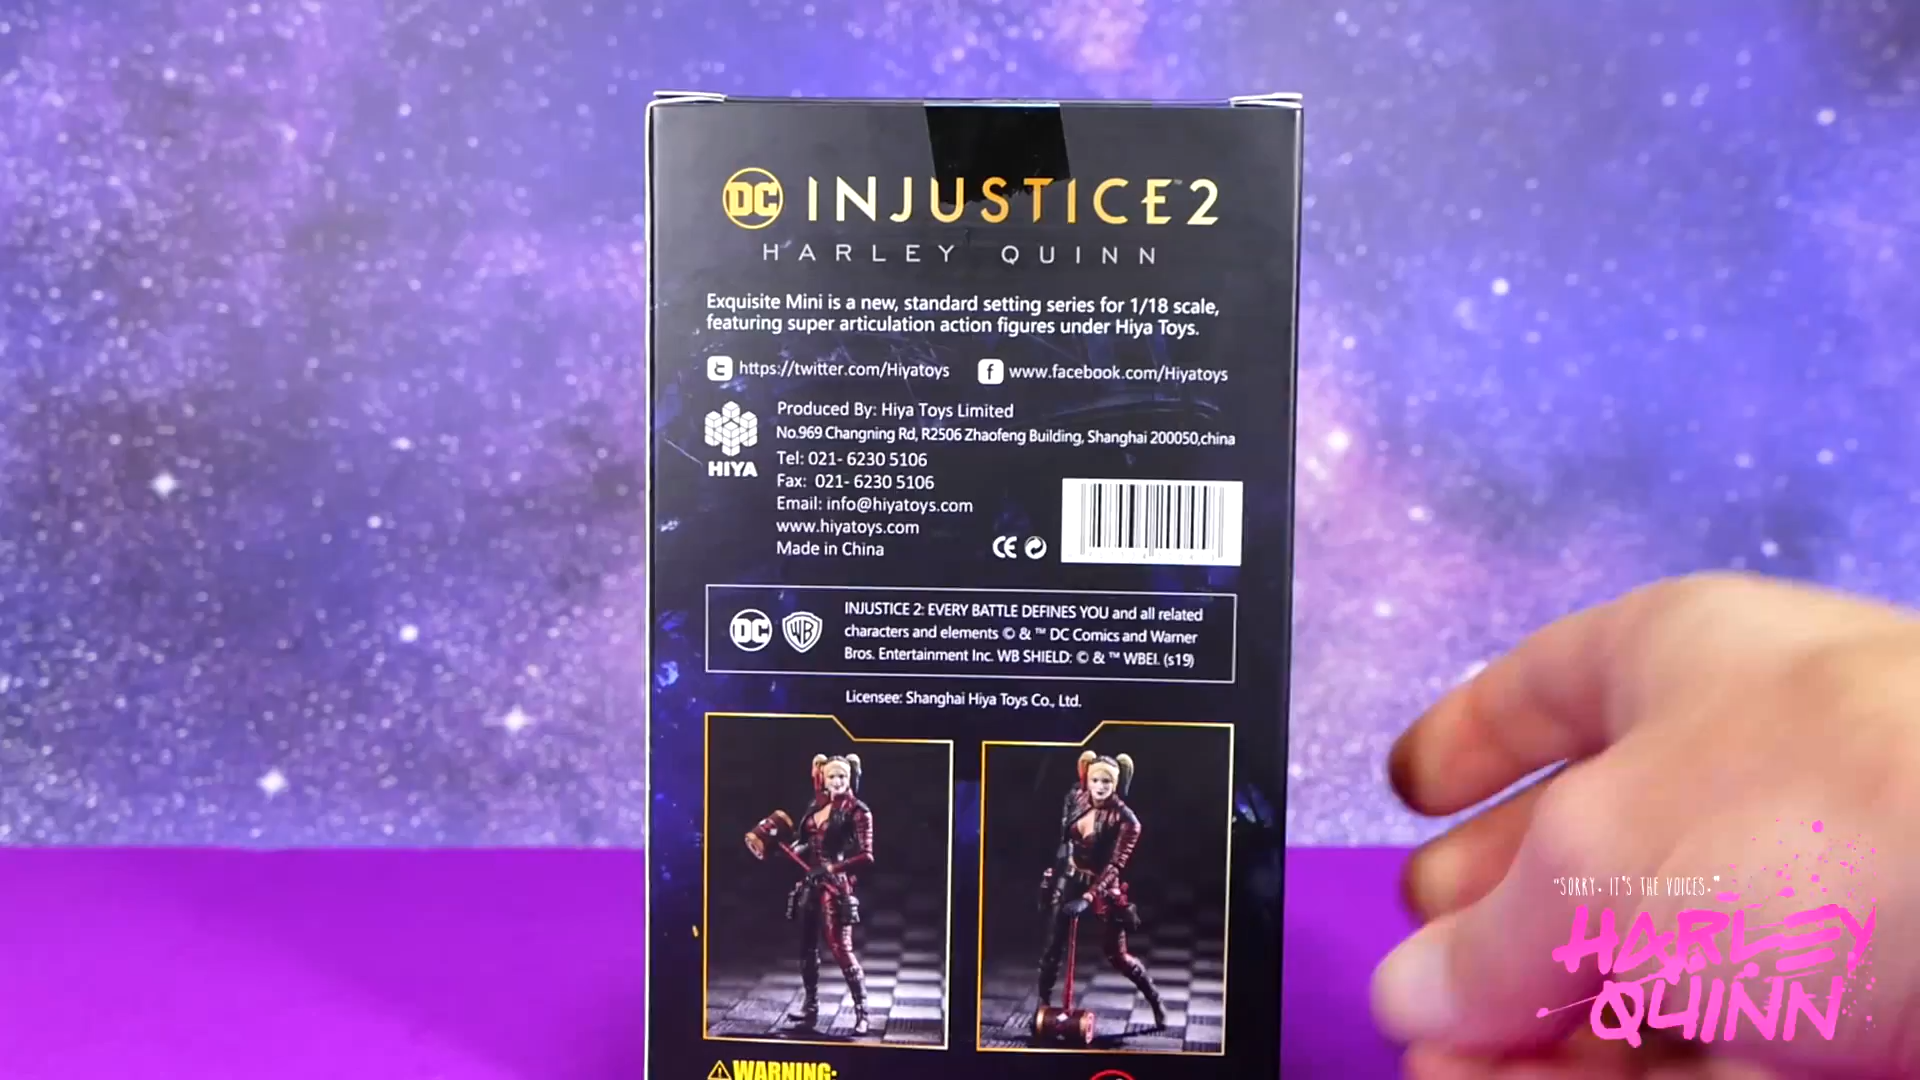 DC INJUSTICE™ 2
HARLEY QUINN
Exquisite Mini is a new, standard setting series for 1/18 scale,
featuring super articulation action figures under Hiya Toys.
https://twitter.com/Hiyatoys f www.facebook.com/Hiyatoys
Produced By: Hiya Toys Limited
No.969 Changning Rd, R2506 Zhaofeng Building, Shanghai 200050,china
HIYA
Tel: 021- 6230 5106
Fax: 021- 6230 5106
Email: info@hiyatoys.com
www.hiyatoys.com
Made in China
CE
DC WB
INJUSTICE 2: EVERY BATTLE DEFINES YOU and all related
characters and elements © & ™ DC Comics and Warner
Bros. Entertainment Inc. WB SHIELD: © & ™ WBEI. (s19)
Licensee: Shanghai Hiya Toys Co., Ltd.
WARNING:
"SORRY. IT'S THE VOICES."
HARLEY
QUINN